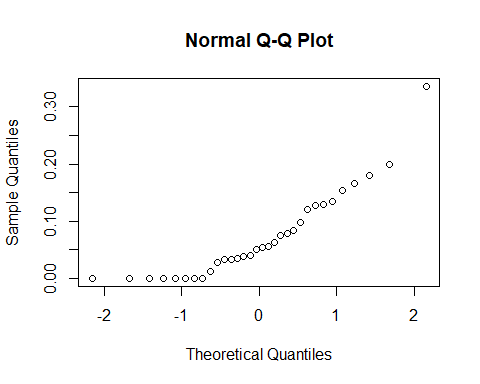 Normal Q-Q Plot
Sample Quantiles
0.30
0.20
0.10
0.00
-2 -1 0 1 2
Theoretical Quantiles